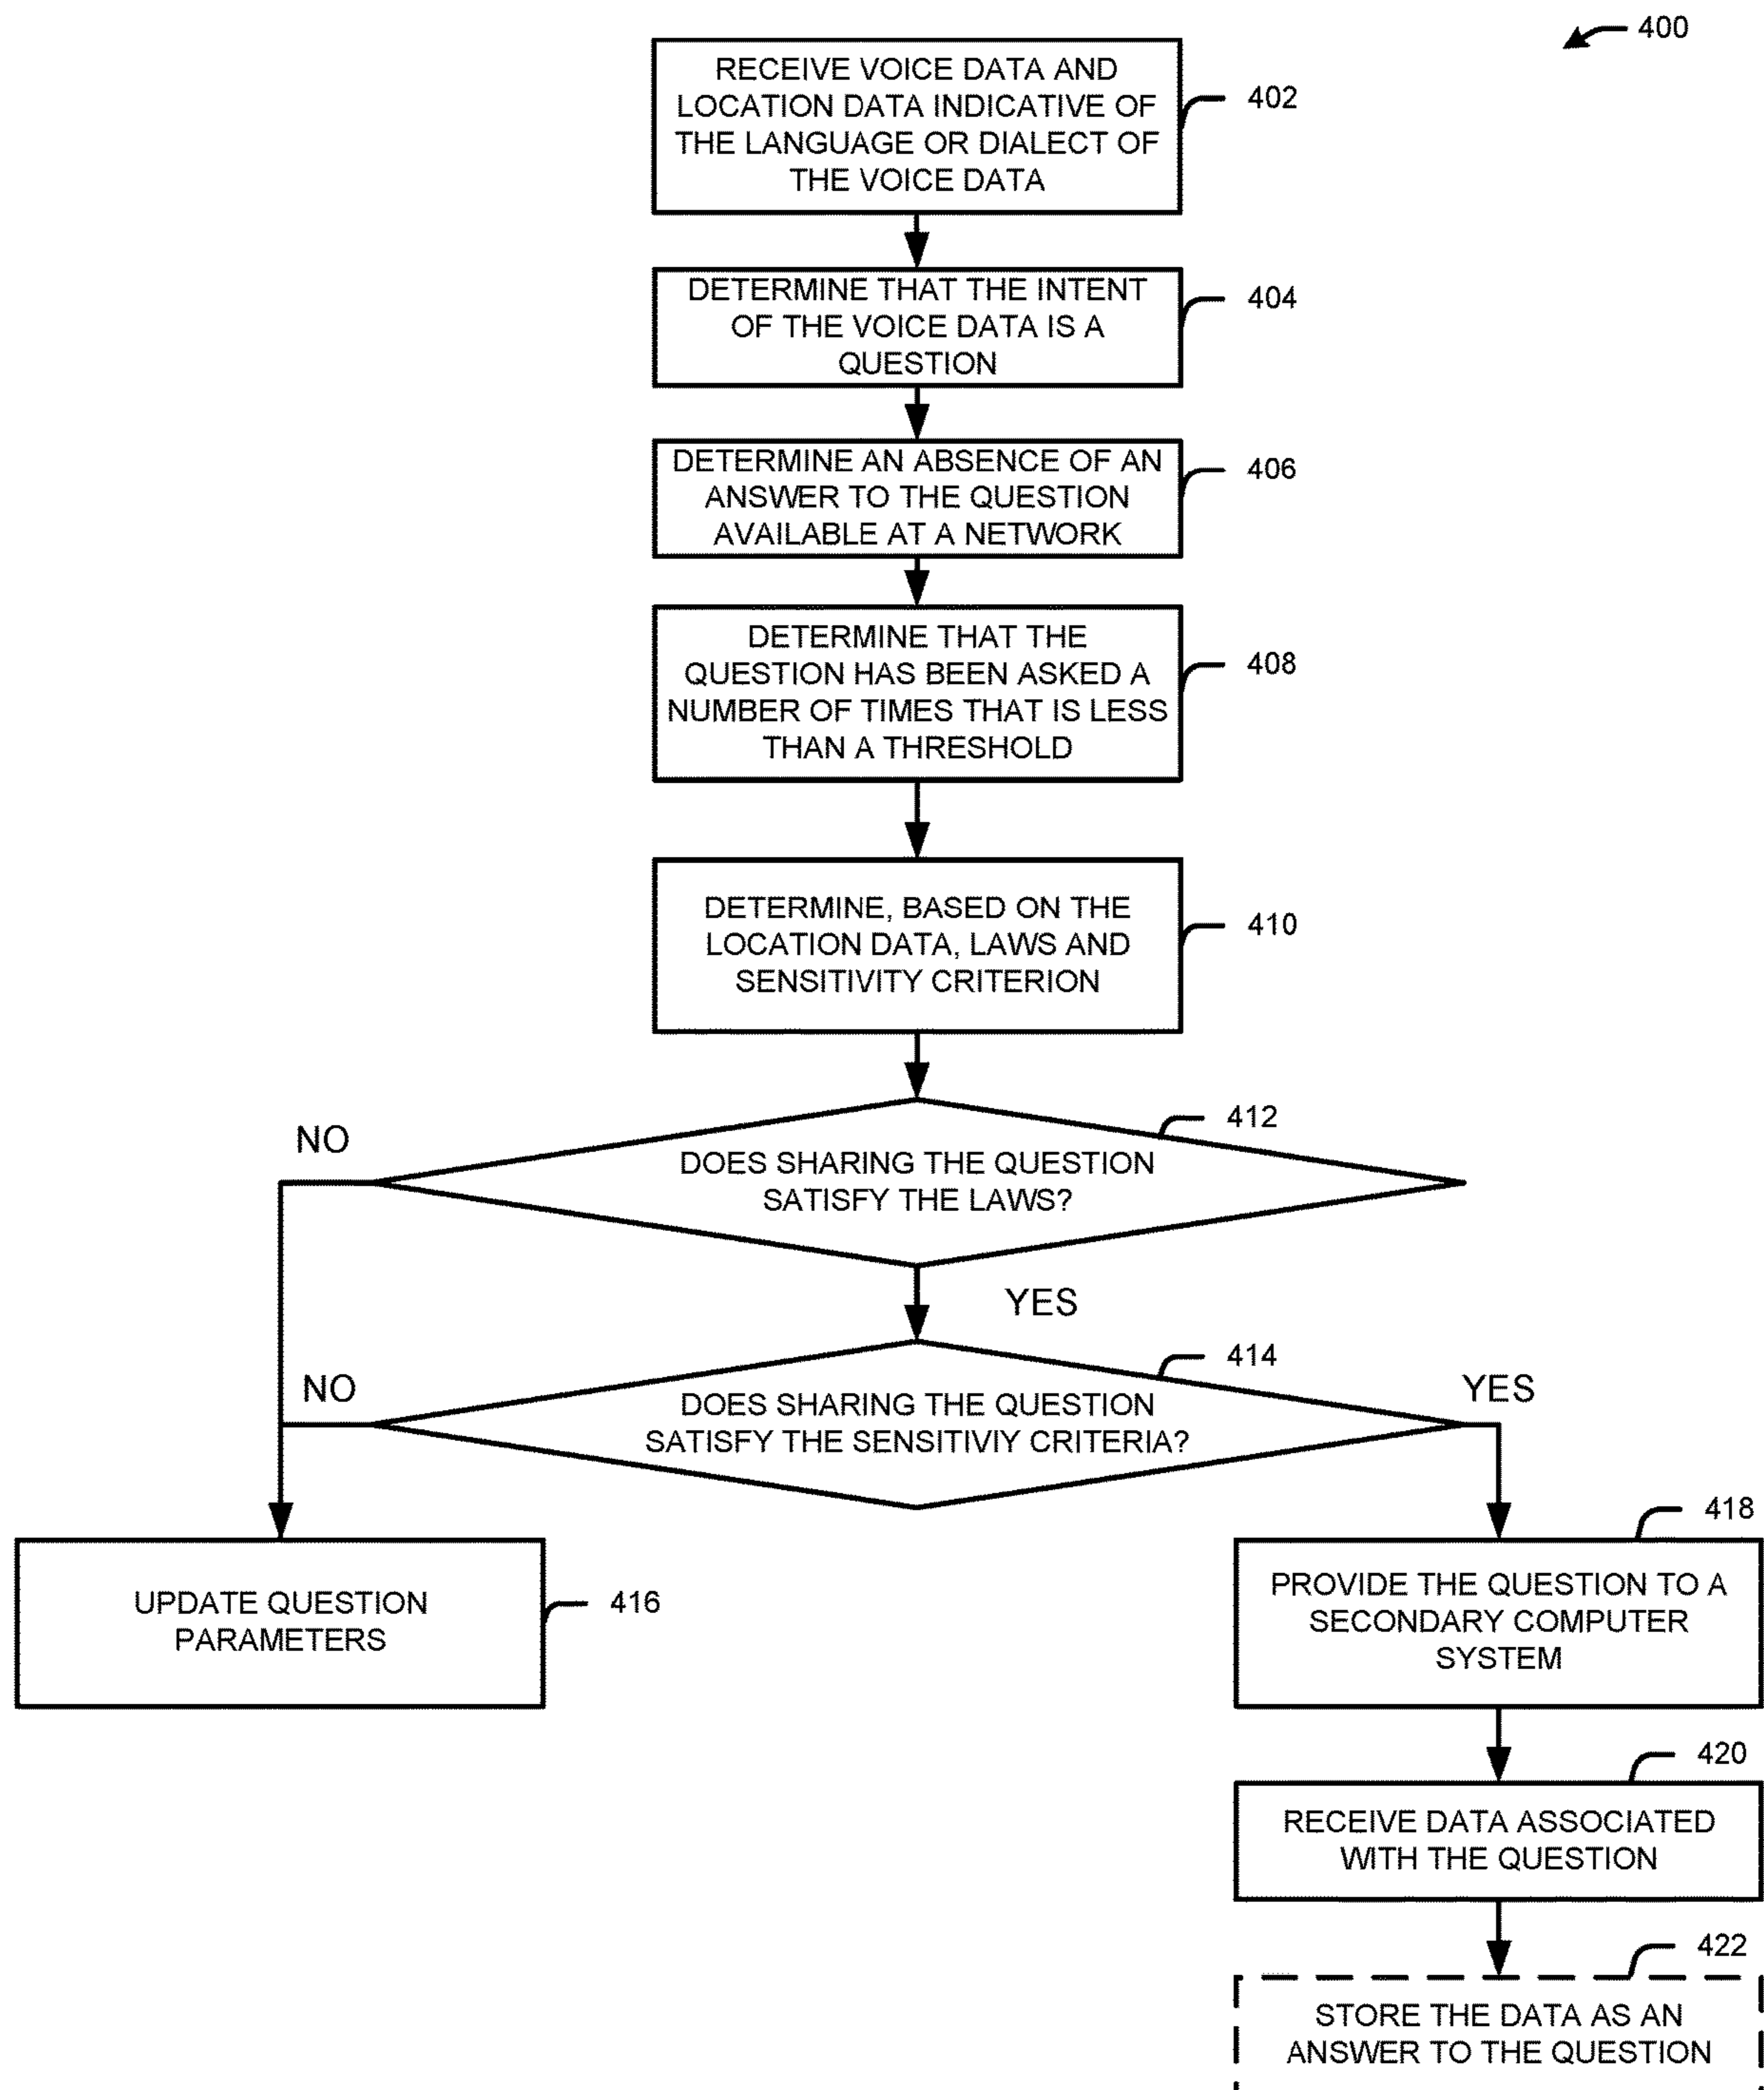 400
RECEIVE VOICE DATA AND
LOCATION DATA INDICATIVE OF
THE LANGUAGE OR DIALECT OF
THE VOICE DATA
402
DETERMINE THAT THE INTENT
OF THE VOICE DATA IS A
QUESTION
404
DETERMINE AN ABSENCE OF AN
ANSWER TO THE QUESTION
AVAILABLE AT A NETWORK
406
DETERMINE THAT THE
QUESTION HAS BEEN ASKED A
NUMBER OF TIMES THAT IS LESS
THAN A THRESHOLD
408
DETERMINE, BASED ON THE
LOCATION DATA, LAWS AND
SENSITIVITY CRITERION
410
412
NO
DOES SHARING THE QUESTION
SATISFY THE LAWS?
YES
414
NO
YES
DOES SHARING THE QUESTION
SATISFY THE SENSITIVIY CRITERIA?
UPDATE QUESTION
PARAMETERS
416
418
PROVIDE THE QUESTION TO A
SECONDARY COMPUTER
SYSTEM
420
RECEIVE DATA ASSOCIATED
WITH THE QUESTION
422
STORE THE DATA AS AN
ANSWER TO THE QUESTION